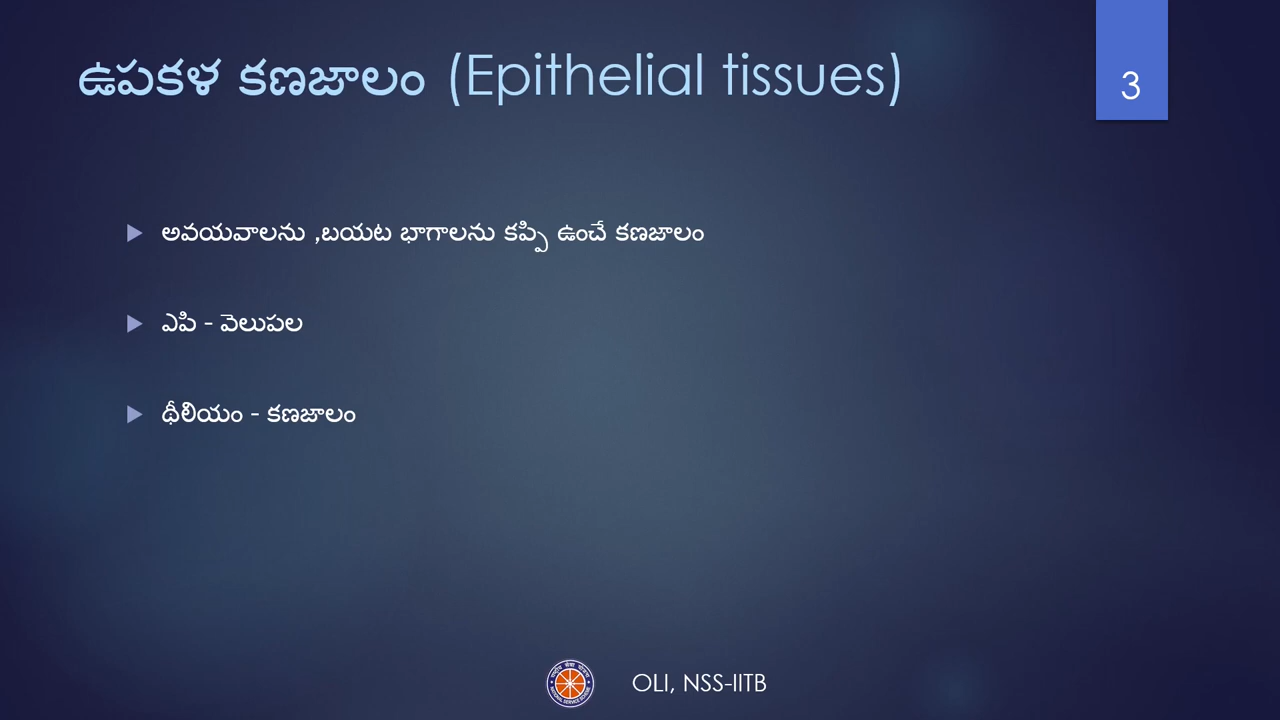 ఉపకళ కణజాలం (Epithelial tissues)
3
అవయవాలను ,బయట భాగాలను కప్పి ఉంచే కణజాలం
ఎపి - వెలుపల
థీలియం - కణజాలం
OLI, NSS-IITB